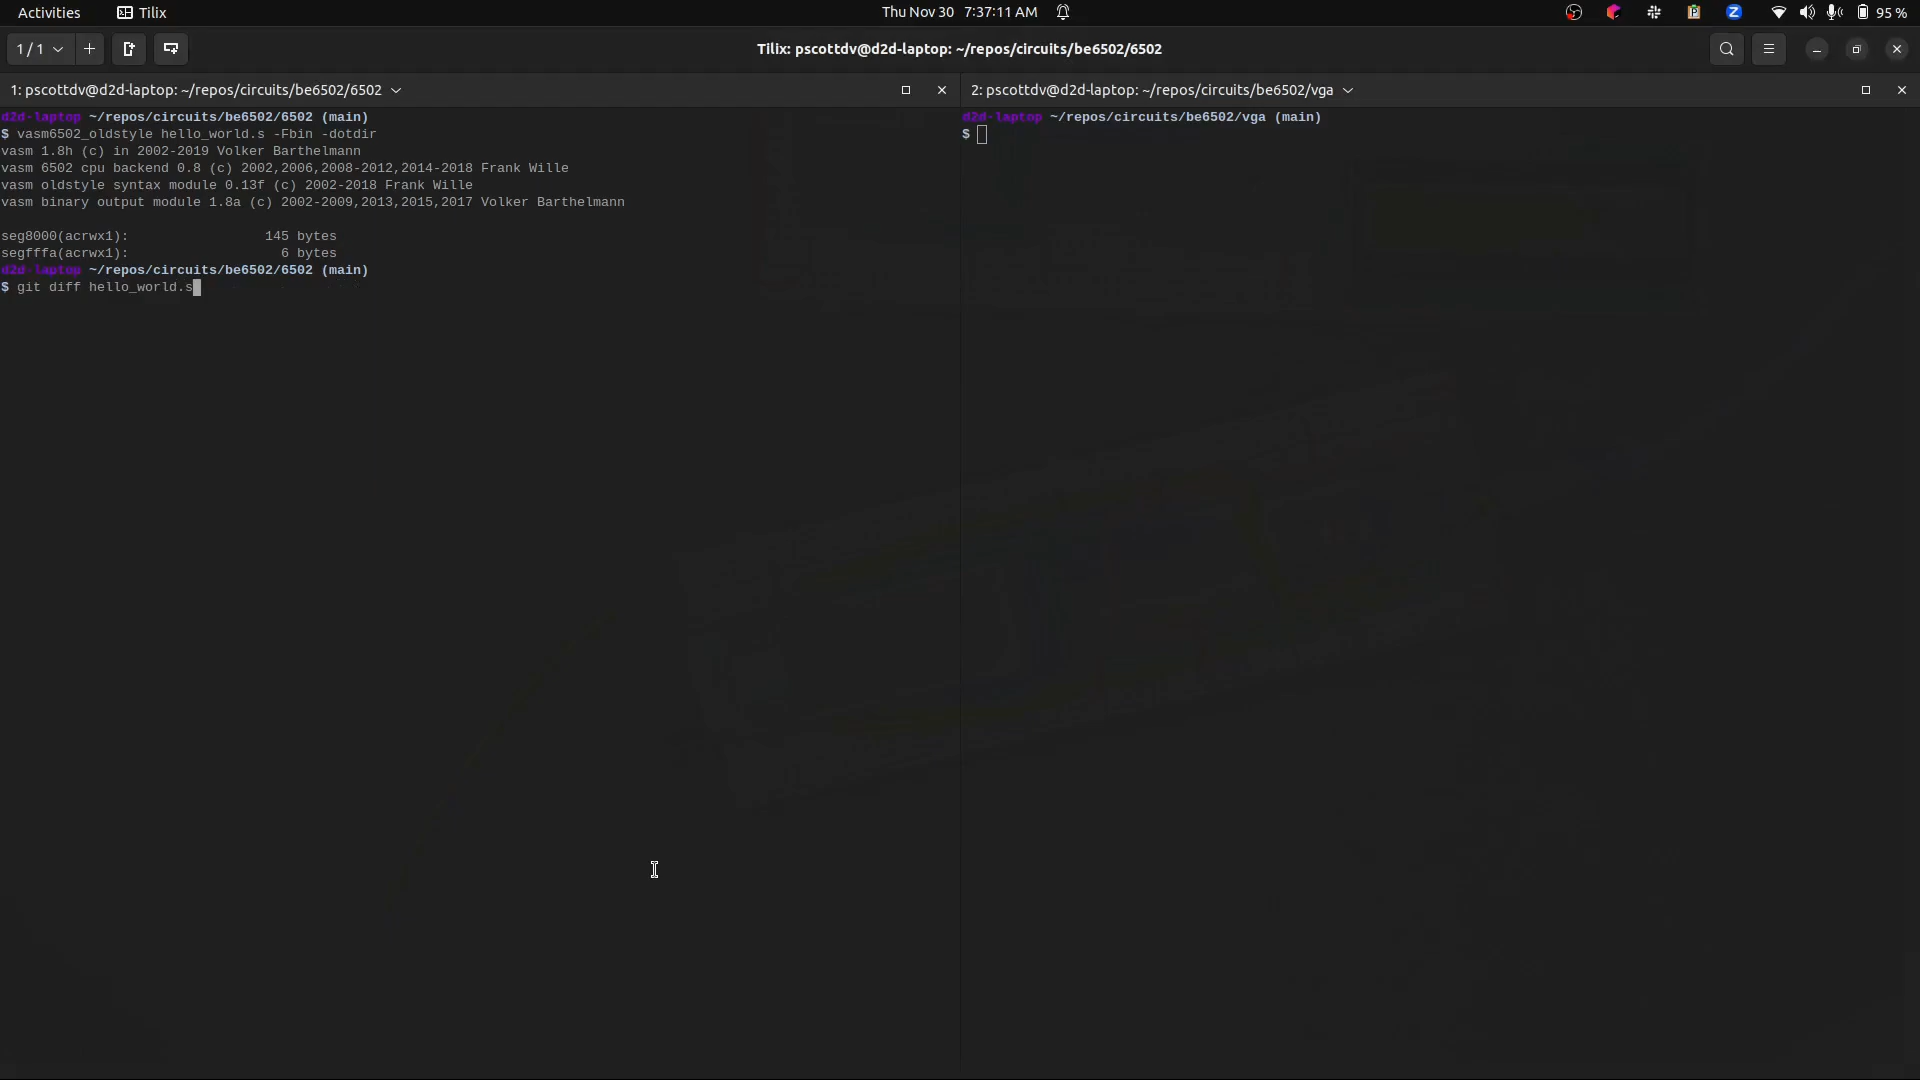 Activities Tilix Thu Nov 30 7:37:11 AM 95 %
1 / 1 Tilix: pscottdv@d2d-laptop: ~/repos/circuits/be6502/6502
1: pscottdv@d2d-laptop: ~/repos/circuits/be6502/6502
d2d-laptop ~/repos/circuits/be6502/6502 (main)
$ vasm6502_oldstyle hello_world.s -Fbin -dotdir
vasm 1.8h (c) in 2002-2019 Volker Barthelmann
vasm 6502 cpu backend 0.8 (c) 2002,2006,2008-2012,2014-2018 Frank Wille
vasm oldstyle syntax module 0.13f (c) 2002-2018 Frank Wille
vasm binary output module 1.8a (c) 2002-2009,2013,2015,2017 Volker Barthelmann
seg8000(acrwx1): 145 bytes
segfffa(acrwx1): 6 bytes
d2d-laptop ~/repos/circuits/be6502/6502 (main)
$ git diff hello_world.s
2: pscottdv@d2d-laptop: ~/repos/circuits/be6502/vga
d2d-laptop ~/repos/circuits/be6502/vga (main)
$